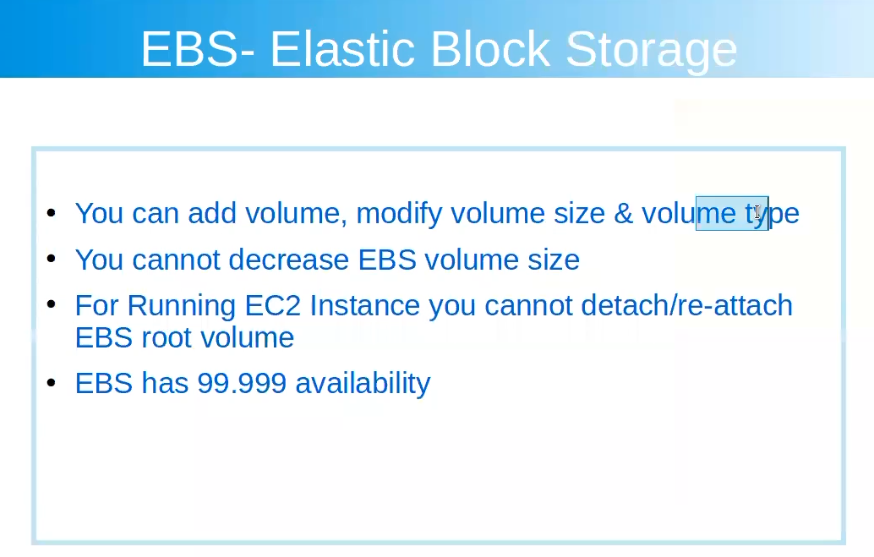 EBS- Elastic Block Storage
• You can add volume, modify volume size & volume type
• You cannot decrease EBS volume size
• For Running EC2 Instance you cannot detach/re-attach
EBS root volume
• EBS has 99.999 availability